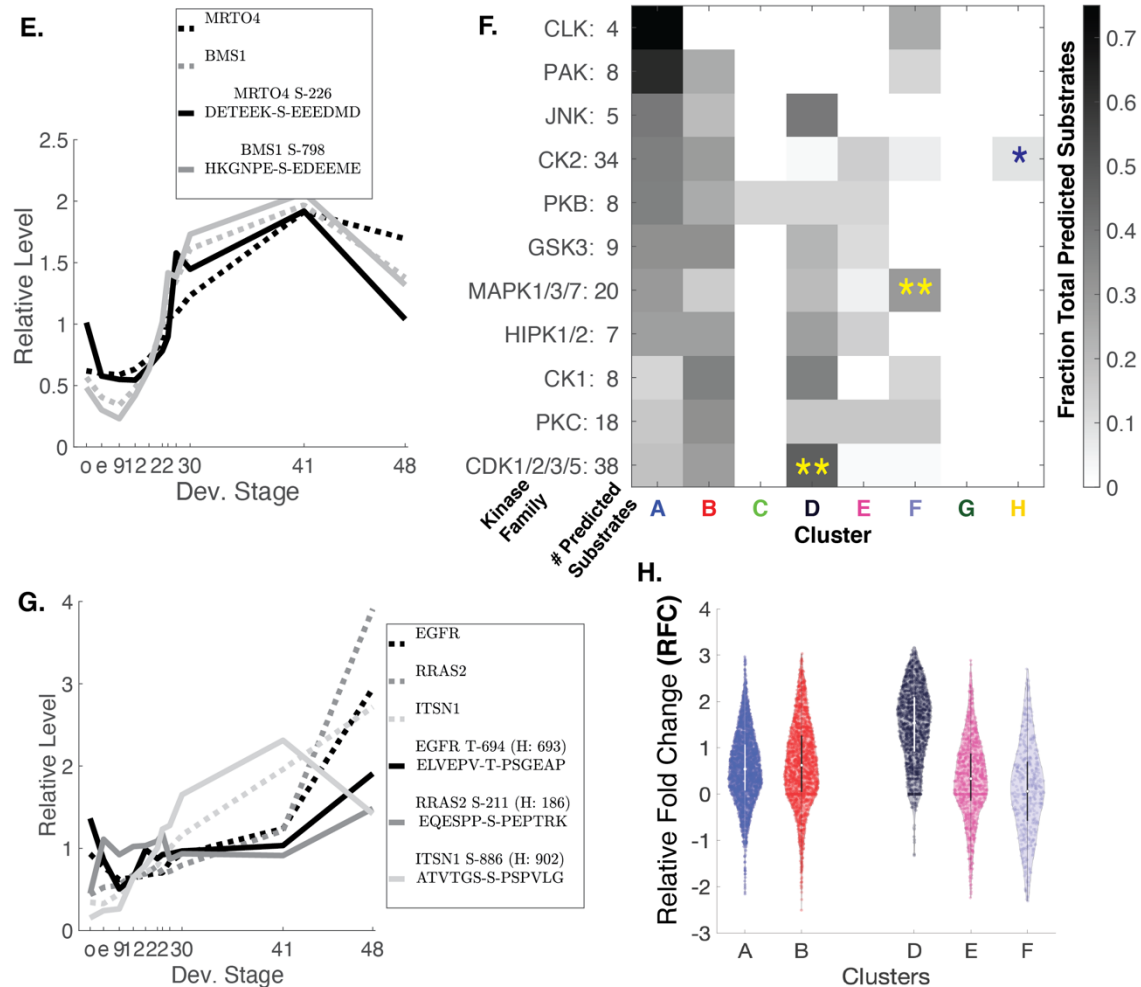 E.
MRTO4
BMS1
MRTO4 S-226
DETEEK-S-EEEDMD
BMS1 S-798
HKGNPE-S-EDEEME
2.5
2
1.5
1
0.5
0
Relative Level
o e 9 12 22 30 41 48
Dev. Stage
F.
CLK: 4
PAK: 8
JNK: 5
CK2: 34
PKB: 8
GSK3: 9
MAPK1/3/7: 20
HIPK1/2: 7
CK1: 8
PKC: 18
CDK1/2/3/5: 38
*
**
**
Kinase
Family
# Predicted
Substrates
A B C D E F G H
Cluster
0.7
0.6
0.5
0.4
0.3
0.2
0.1
0
Fraction Total Predicted Substrates
G.
4
3
2
1
0
Relative Level
o e 9 12 22 30 41 48
Dev. Stage
EGFR
RRAS2
ITSN1
EGFR T-694 (H: 693)
ELVEPV-T-PSGEAP
RRAS2 S-211 (H: 186)
EQESPP-S-PEPTRK
ITSN1 S-886 (H: 902)
ATVTGS-S-PSPVLG
H.
4
3
2
1
0
-1
-2
-3
Relative Fold Change (RFC)
A B D E F
Clusters